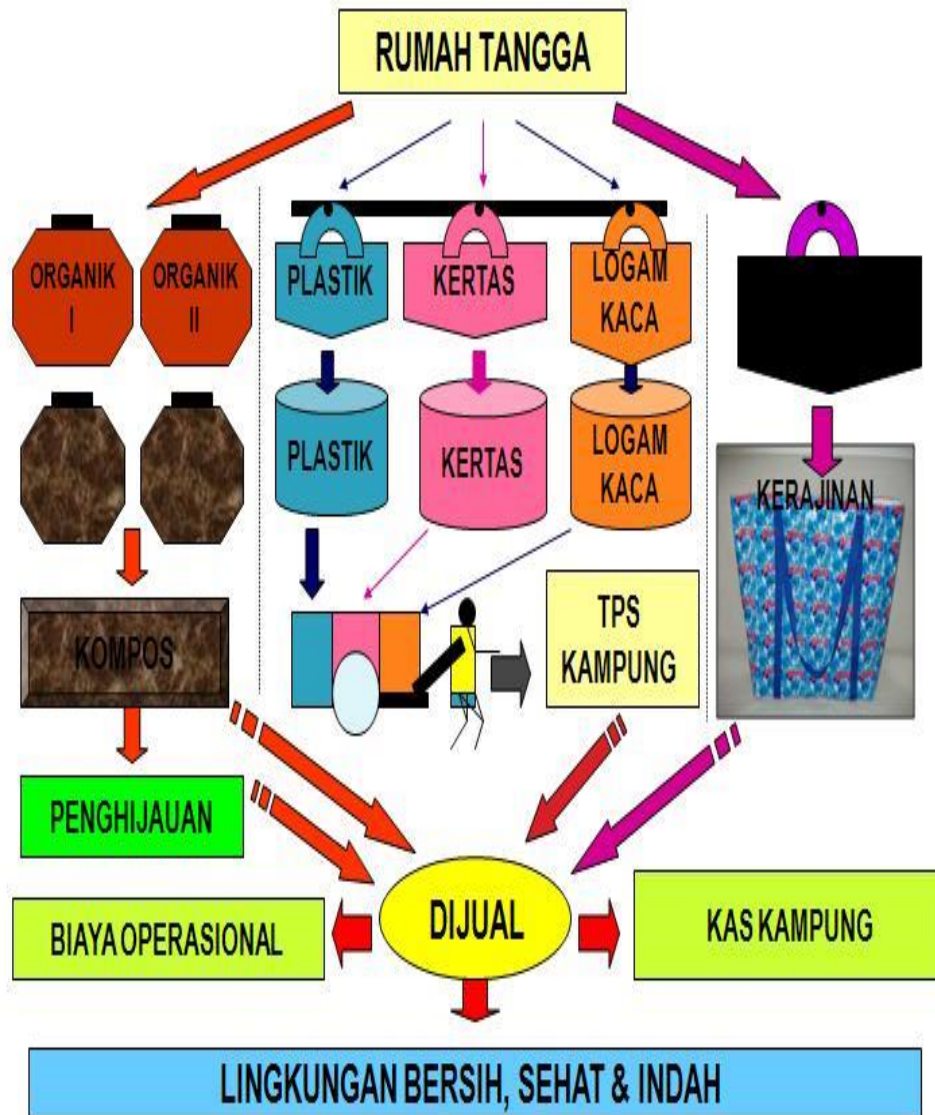 RUMAH TANGGA
ORGANIK
I
ORGANIK
II
PLASTIK
KERTAS
LOGAM
KACA
PLASTIK
KERTAS
LOGAM
KACA
KERAJINAN
KOMPOS
TPS
KAMPUNG
PENGHIJAUAN
DIJUAL
BIAYA OPERASIONAL
KAS KAMPUNG
LINGKUNGAN BERSIH, SEHAT & INDAH